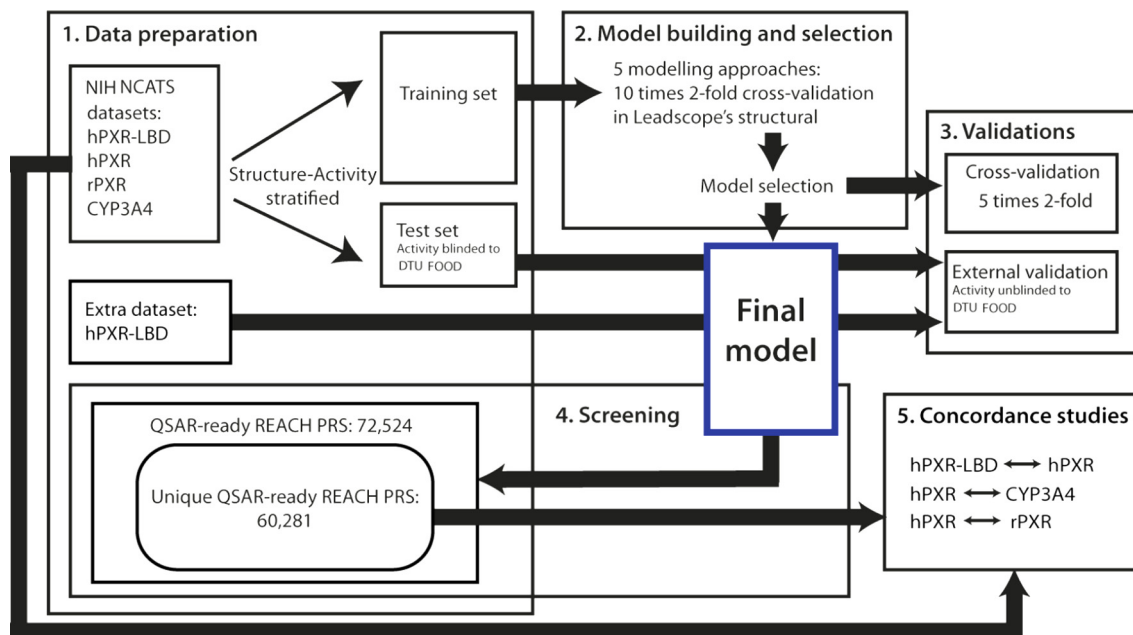 1. Data preparation
NIH NCATS
datasets:
hPXR-LBD
hPXR
rPXR
CYP3A4
Structure-Activity
stratified
Training set
Test set
Activity blinded to
DTU FOOD
Extra dataset:
hPXR-LBD
2. Model building and selection
5 modelling approaches:
10 times 2-fold cross-validation
in Leadscope's structural
Model selection
Final
model
3. Validations
Cross-validation
5 times 2-fold
External validation
Activity unblinded to
DTU FOOD
4. Screening
QSAR-ready REACH PRS: 72,524
Unique QSAR-ready REACH PRS:
60,281
5. Concordance studies
hPXR-LBD ↔ hPXR
hPXR ↔ CYP3A4
hPXR ↔ rPXR